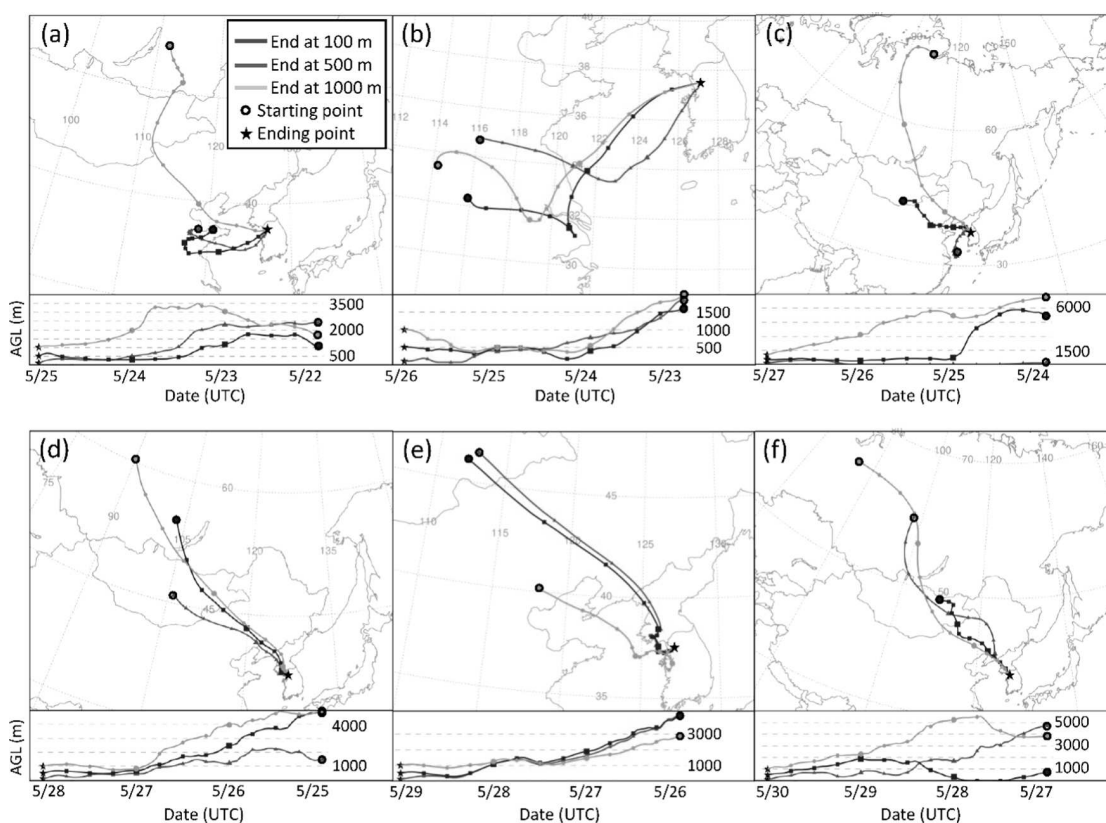 (a)
End at 100 m
End at 500 m
End at 1000 m
Starting point
Ending point
100
110
120
40
3500
2000
500
AGL (m)
5/25 5/24 5/23 5/22
Date (UTC)
(b)
40
38
36
112 114 116 118 120 122 124 126 128
32
30
1500
1000
500
5/26 5/25 5/24 5/23
Date (UTC)
(c)
90 120 150
60
30
6000
1500
5/27 5/26 5/25 5/24
Date (UTC)
(d)
75
60
90
105
120
135
45
4000
1000
AGL (m)
5/28 5/27 5/26 5/25
Date (UTC)
(e)
45
110
115
120
125
135
40
35
3000
1000
5/29 5/28 5/27 5/26
Date (UTC)
(f)
100 70 120 140
50
5000
3000
1000
5/30 5/29 5/28 5/27
Date (UTC)